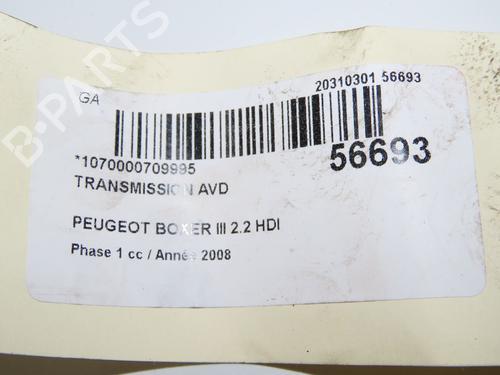 GA
20310301 56693
*1070000709995
56693
TRANSMISSION AVD
PEUGEOT BOXER III 2.2 HDI
Phase 1 cc / Année 2008
B-PARTS